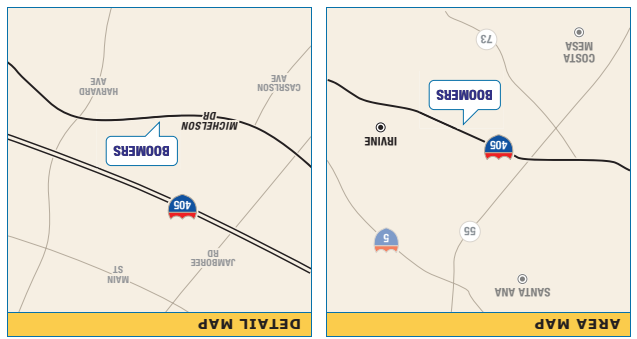 AREA MAP
SANTA ANA
5
55
405
IRVINE
BOOMERS
COSTA
MESA
73
DETAIL MAP
MAIN
ST
JAMBOREE
RD
405
BOOMERS
MICHELSON
DR
HARVARD
AVE
CASRLSON
AVE